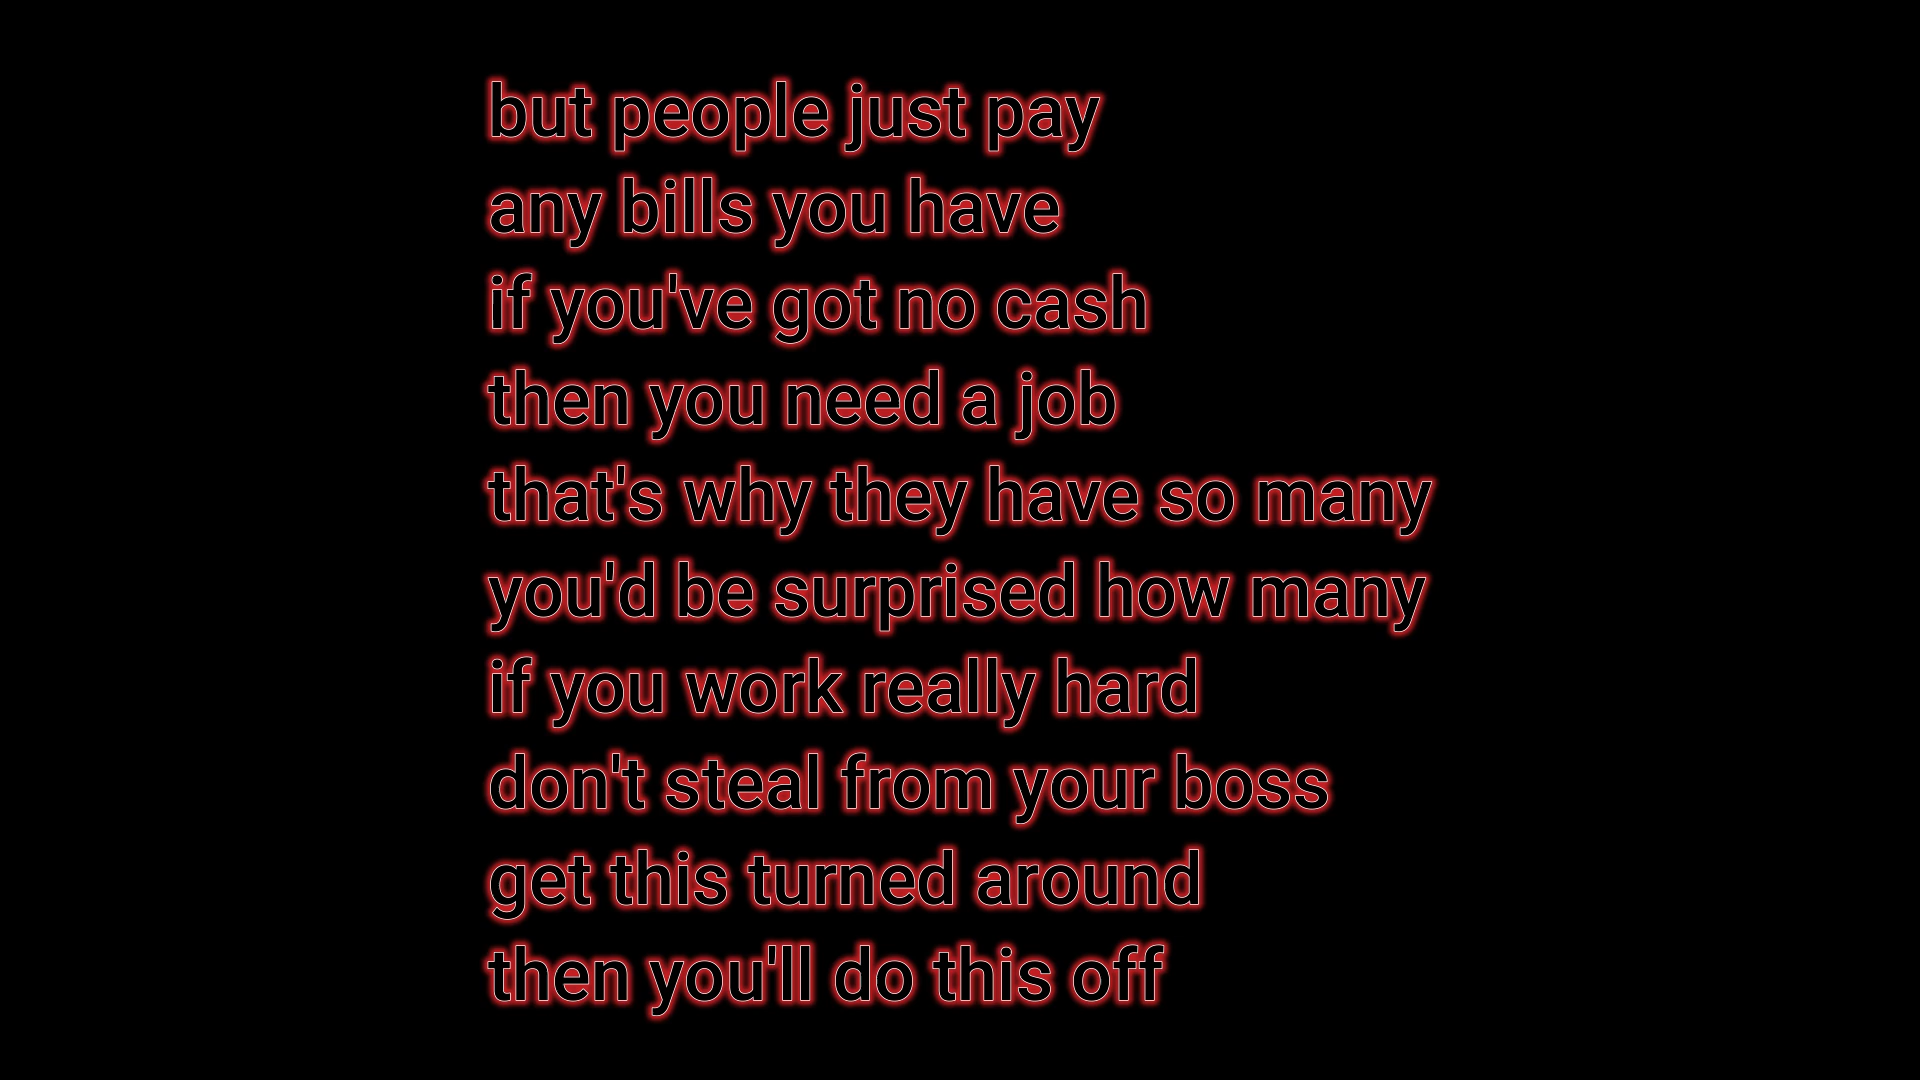 but people just pay
any bills you have
if you've got no cash
then you need a job
that's why they have so many
you'd be surprised how many
if you work really hard
don't steal from your boss
get this turned around
then you'll do this off